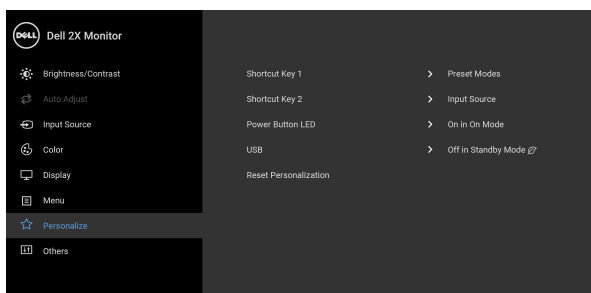 DELL Dell 2X Monitor
Brightness/Contrast
Auto Adjust
Input Source
Color
Display
Menu
Personalize
Others
Shortcut Key 1 > Preset Modes
Shortcut Key 2 > Input Source
Power Button LED > On in On Mode
USB > Off in Standby Mode
Reset Personalization